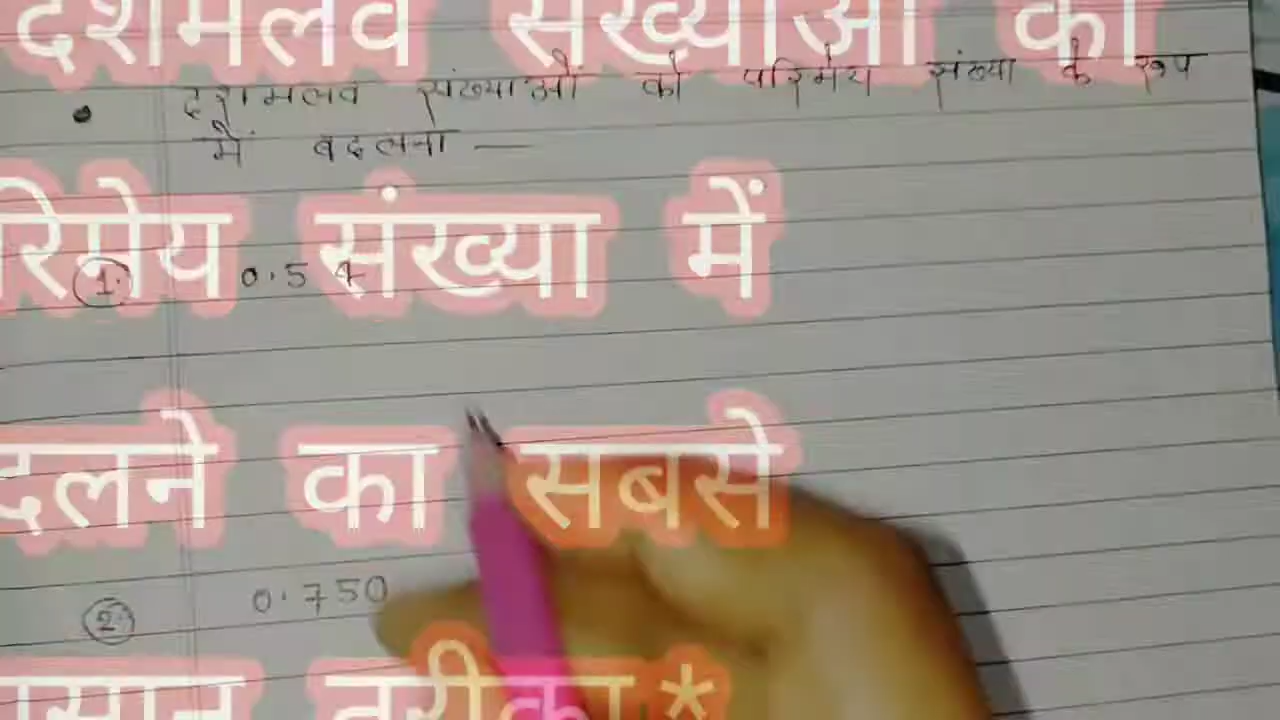 दशमलव संख्याओं को
• दशमलव संख्याओं को परिमेय संख्या के रूप
में बदलना —
रिमेय संख्या में
1. 0.54
दलने का सबसे
2. 0.750
सान तरीका*